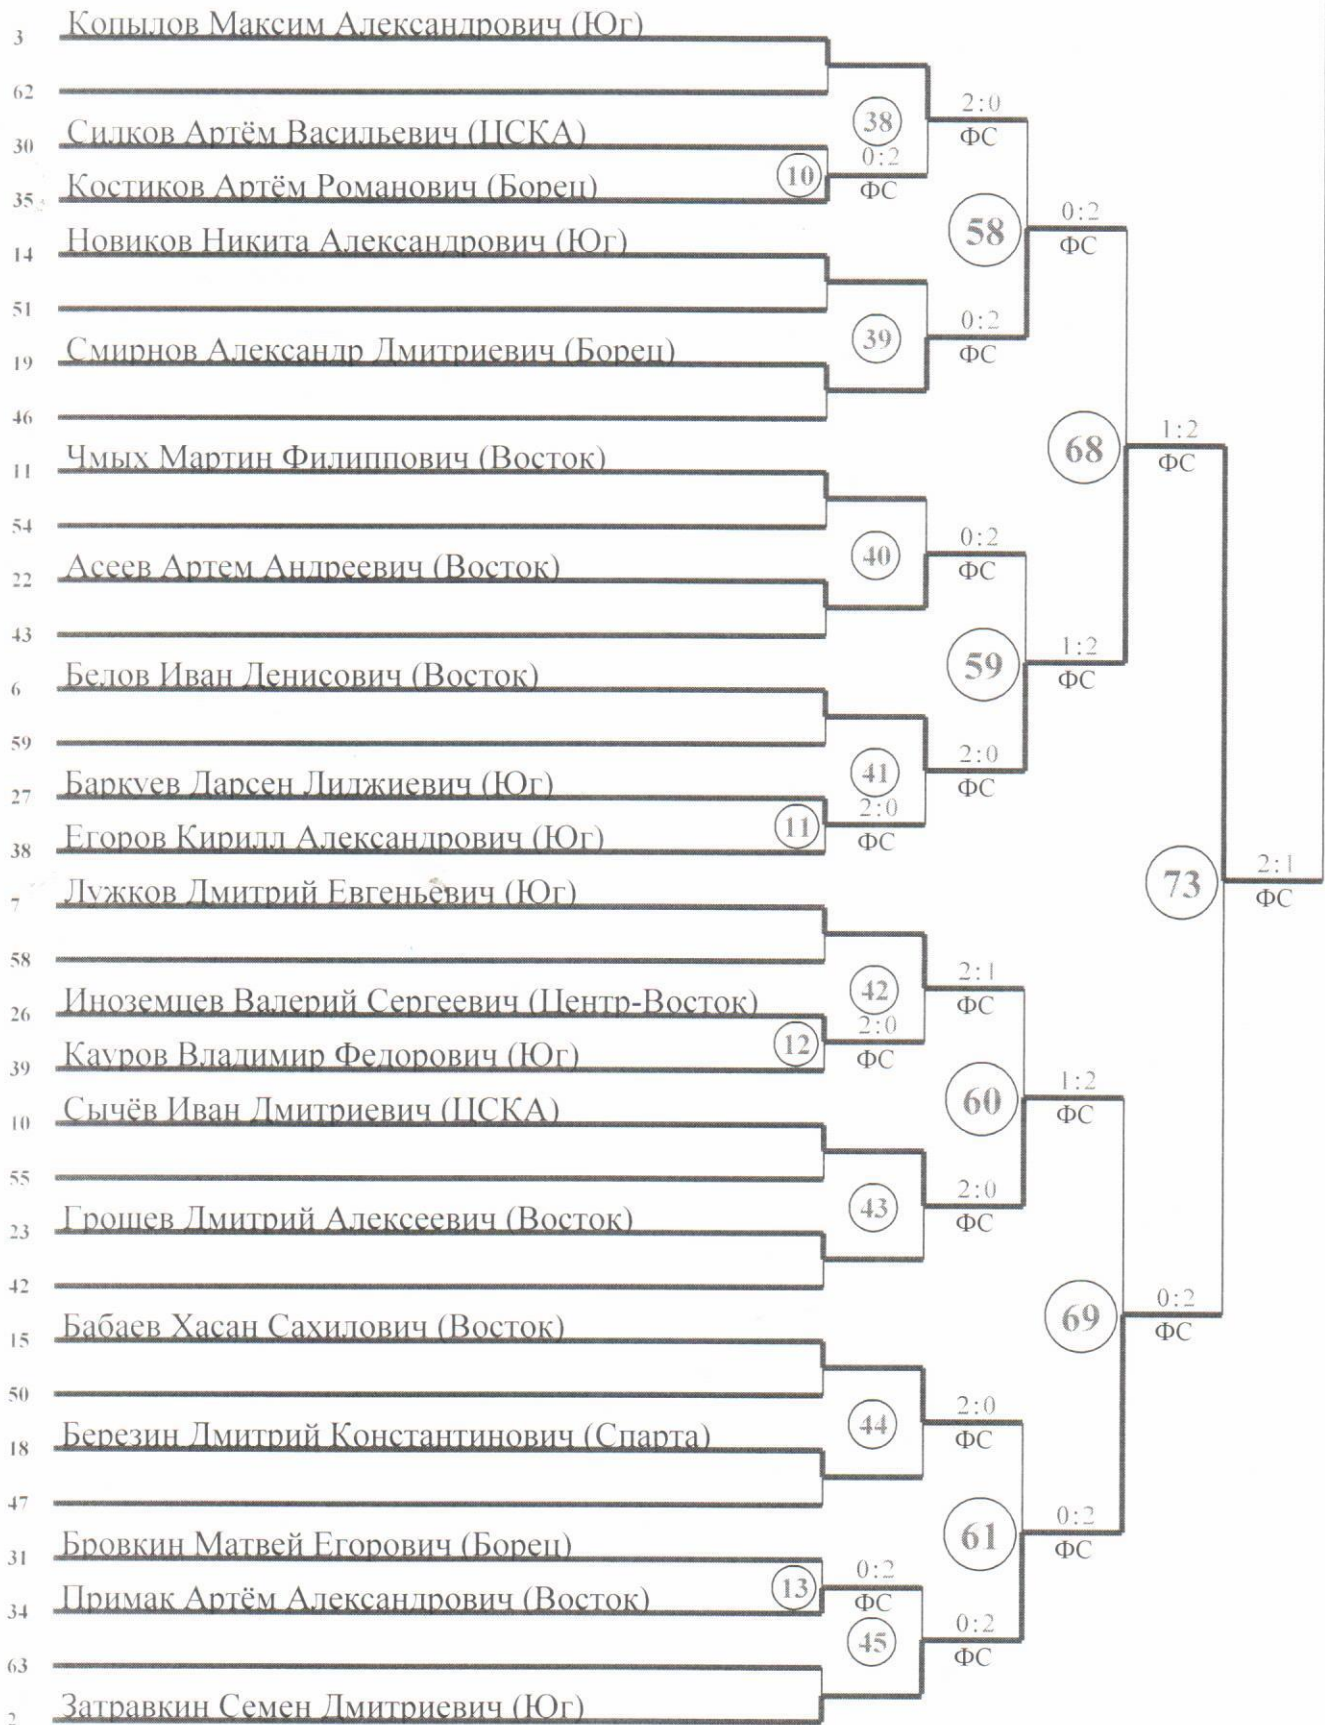 3 Копылов Максим Александрович (Юг)
62
38 2:0
ФС
30 Силков Артём Васильевич (ЦСКА)
10 0:2
ФС
35 Костиков Артём Романович (Борец)
58 0:2
ФС
14 Новиков Никита Александрович (Юг)
51
39 0:2
ФС
19 Смирнов Александр Дмитриевич (Борец)
46
68 1:2
ФС
11 Чмых Мартин Филиппович (Восток)
54
40 0:2
ФС
22 Асеев Артем Андреевич (Восток)
43
59 1:2
ФС
6 Белов Иван Денисович (Восток)
59
41 2:0
ФС
27 Баркуев Дарсен Лиджиевич (Юг)
11 2:0
ФС
38 Егоров Кирилл Александрович (Юг)
73 2:1
ФС
7 Лужков Дмитрий Евгеньевич (Юг)
58
42 2:1
ФС
26 Иноземцев Валерий Сергеевич (Центр-Восток)
12 2:0
ФС
39 Кауров Владимир Федорович (Юг)
60 1:2
ФС
10 Сычёв Иван Дмитриевич (ЦСКА)
55
43 2:0
ФС
23 Грошев Дмитрий Алексеевич (Восток)
42
69 0:2
ФС
15 Бабаев Хасан Сахилович (Восток)
50
44 2:0
ФС
18 Березин Дмитрий Константинович (Спарта)
47
61 0:2
ФС
31 Бровкин Матвей Егорович (Борец)
13 0:2
ФС
34 Примак Артём Александрович (Восток)
45 0:2
ФС
63
2 Затравкин Семен Дмитриевич (Юг)